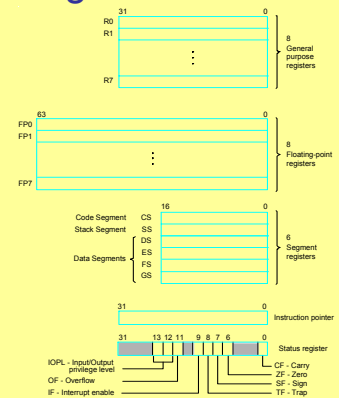 31 0
R0
R1
R7
8
General
purpose
registers
63 0
FP0
FP1
FP7
8
Floating-point
registers
16 0
Code Segment CS
Stack Segment SS
Data Segments
DS
ES
FS
GS
6
Segment
registers
31 0
Instruction pointer
31 13 12 11 9 8 7 6 0
Status register
IOPL - Input/Output
privilege level
OF - Overflow
IF - Interrupt enable
CF - Carry
ZF - Zero
SF - Sign
TF - Trap